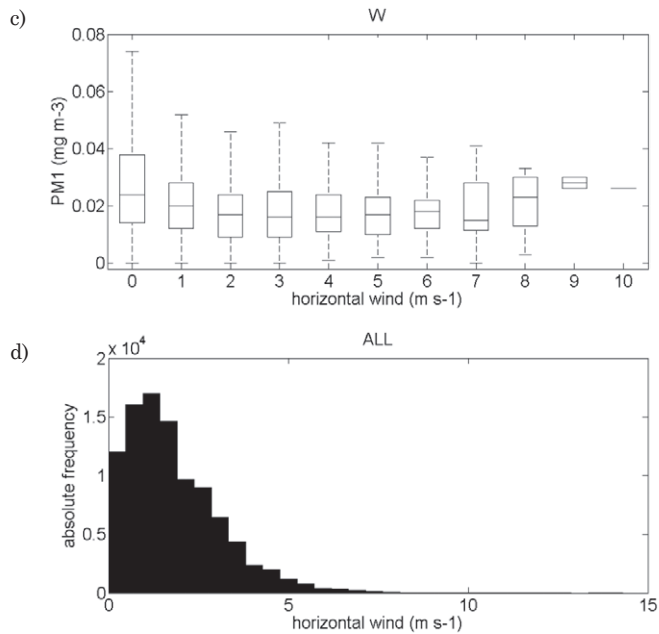 c)
W
0.08
0.06
0.04
0.02
0
PM1 (mg m-3)
0 1 2 3 4 5 6 7 8 9 10
horizontal wind (m s-1)
d)
ALL
x 10⁴
2
1.5
1
0.5
0
absolute frequency
0 5 10 15
horizontal wind (m s-1)